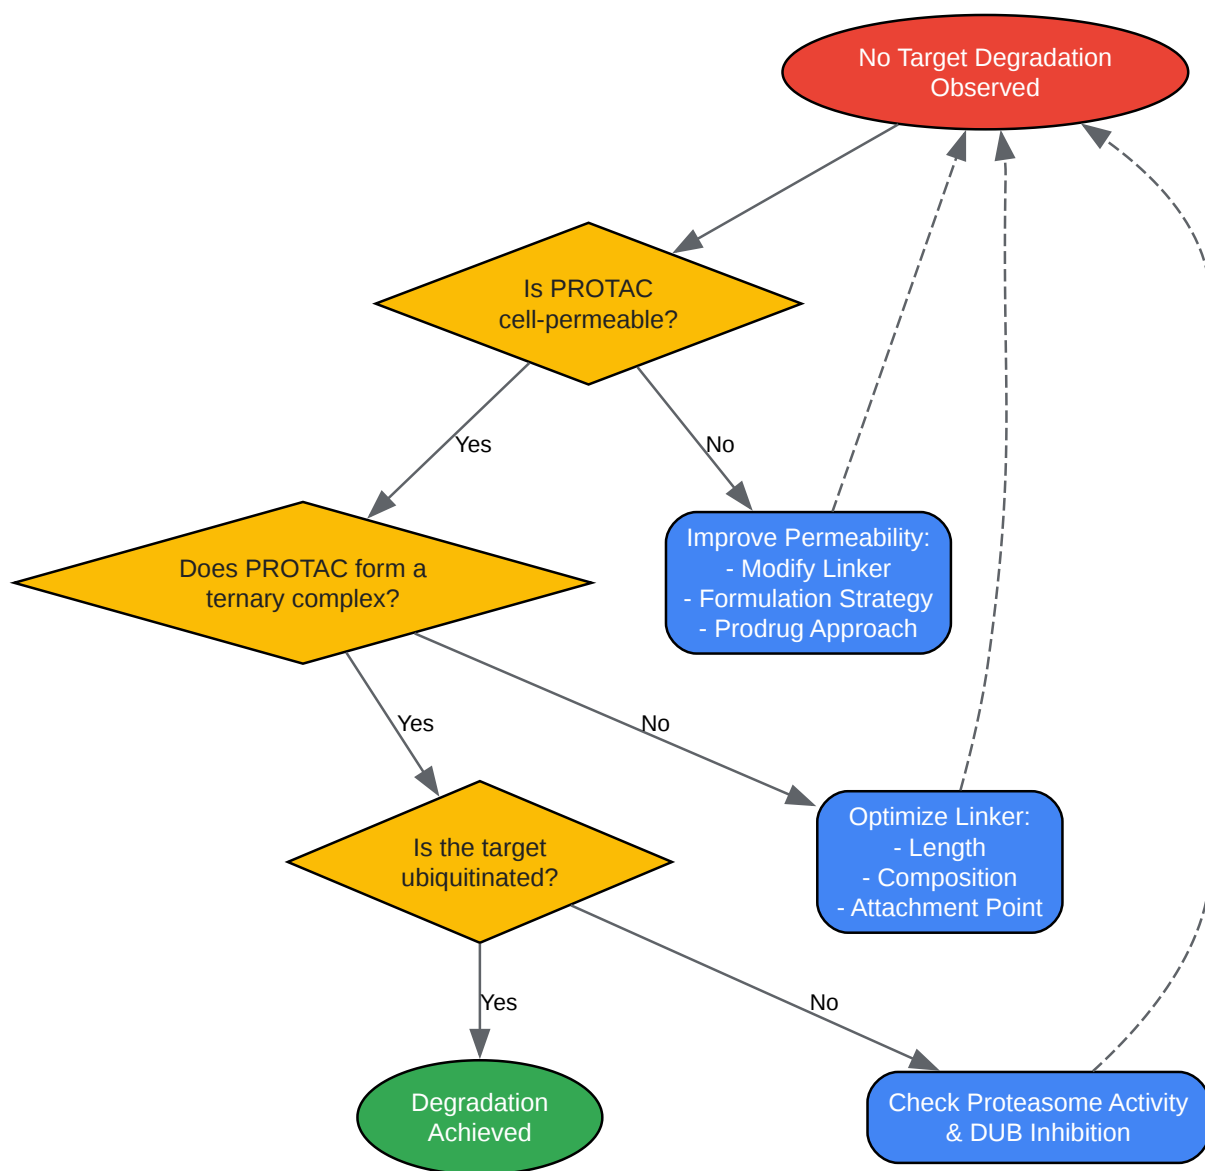 No Target Degradation
Observed
Is PROTAC
cell-permeable?
Yes
No
Improve Permeability:
- Modify Linker
- Formulation Strategy
- Prodrug Approach
Does PROTAC form a
ternary complex?
Yes
No
Optimize Linker:
- Length
- Composition
- Attachment Point
Is the target
ubiquitinated?
Yes
No
Degradation
Achieved
Check Proteasome Activity
& DUB Inhibition